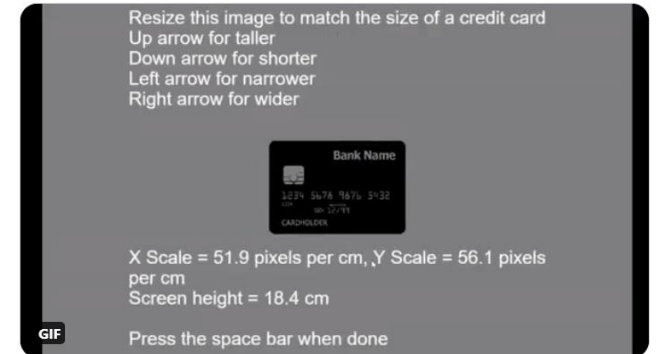 Resize this image to match the size of a credit card
Up arrow for taller
Down arrow for shorter
Left arrow for narrower
Right arrow for wider
Bank Name
1234 5678 9876 5432
12/99
CARDHOLDER
X Scale = 51.9 pixels per cm, Y Scale = 56.1 pixels
per cm
Screen height = 18.4 cm
Press the space bar when done
GIF